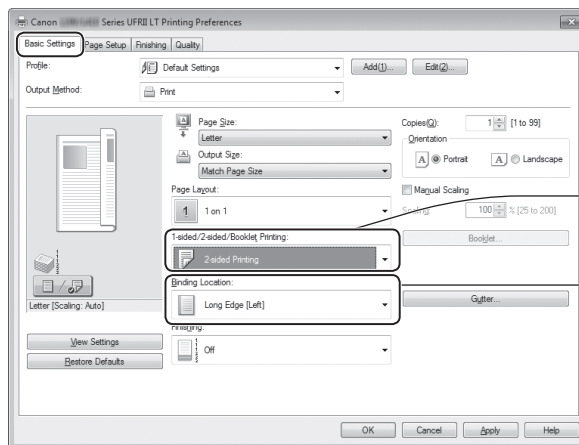 Canon Series UFRII LT Printing Preferences
Basic Settings Page Setup Finishing Quality
Profile: Default Settings Add(1)... Edit(2)...
Output Method: Print
Page Size:
Letter
Output Size:
Match Page Size
Copies(Q): 1 [1 to 99]
Orientation
A Portrait A Landscape
Page Layout:
1 1 on 1
Manual Scaling
Scaling: 100 % [25 to 200]
1-sided/2-sided/Booklet Printing:
2-sided Printing
Booklet...
Binding Location:
Long Edge [Left]
Gutter...
Letter [Scaling: Auto]
Finishing:
Off
View Settings
Restore Defaults
OK Cancel Apply Help